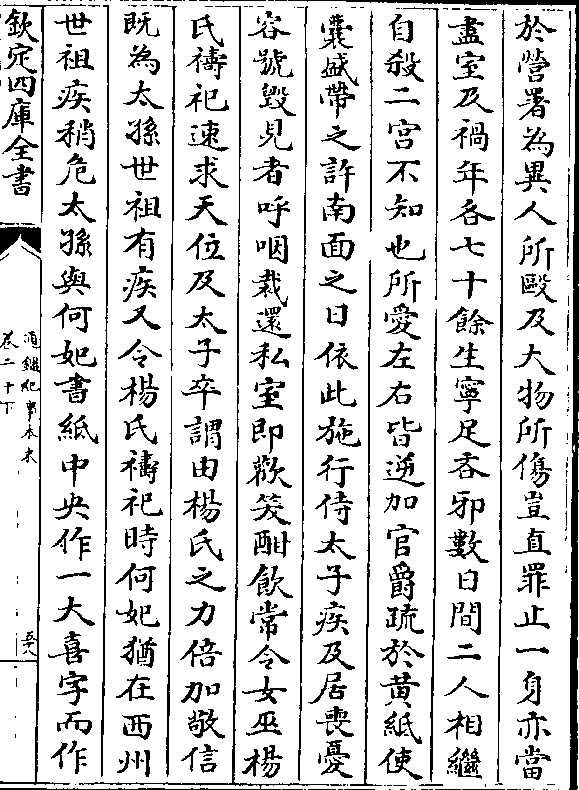 於營署為異人所毆及大物所傷豈直罪止一身亦當
盡室及禍年各七十餘生寧足吝邪數日間二人相繼
自殺二宫不知也所愛左右皆逆加官爵疏於黄紙使
囊盛帶之許南面之日依此施行侍太子疾及居喪憂
容號毁見者呼咽裁還私室即歡笑酣飲常令女巫楊
氏禱祀速求天位及太子卒謂由楊氏之力倍加敬信
既為太孫世祖有疾又令楊氏禱祀時何妃猶在西州
世祖疾稍危太孫與何妃書紙中央作一大喜字而作
欽定四庫全書
通鑑紀事本末
卷二十下